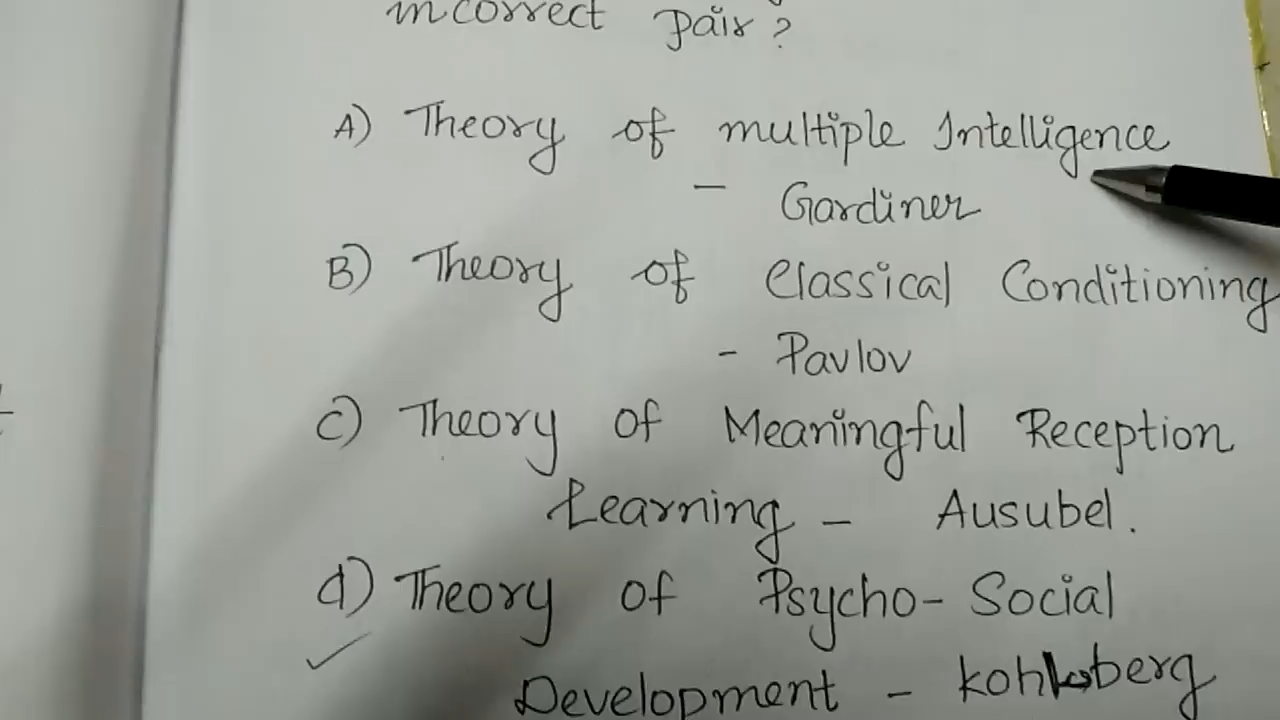 incorrect Pair?
A) Theory of multiple Intelligence
- Gardiner
B) Theory of Classical Conditioning
- Pavlov
C) Theory of Meaningful Reception
Learning - Ausubel.
d) Theory of Psycho-Social
Development - kohlberg